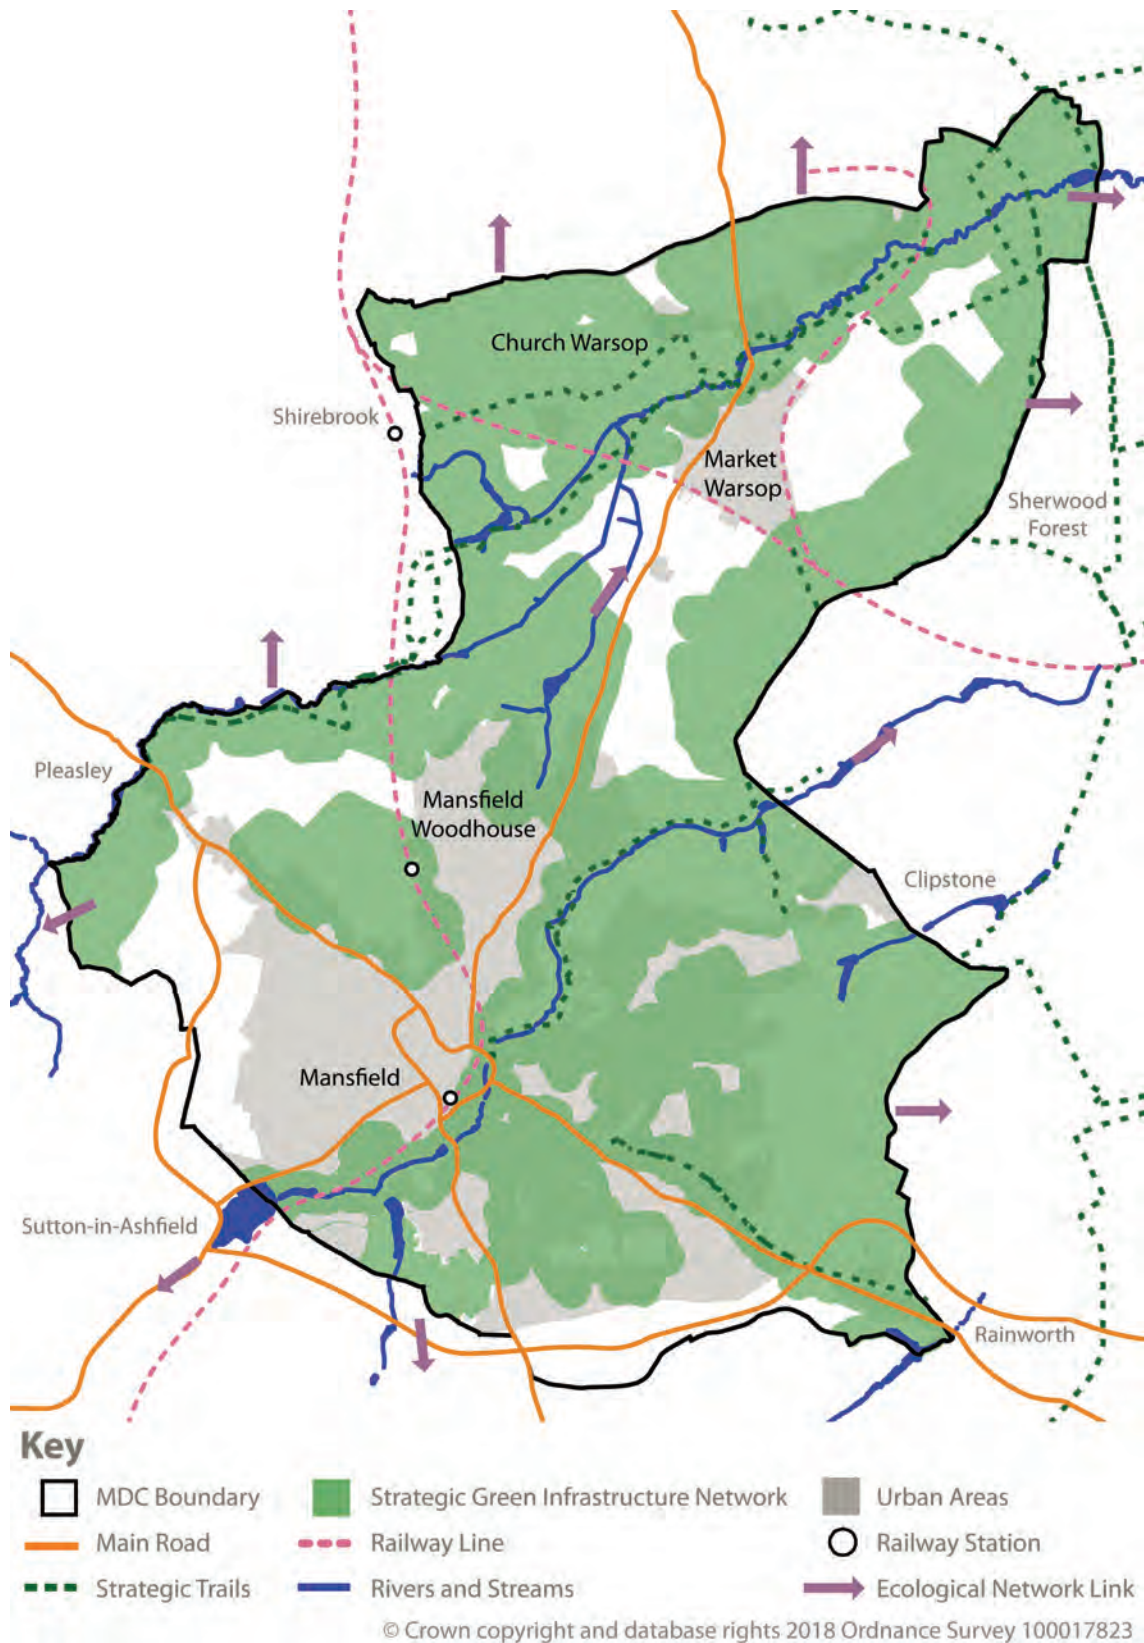 Church Warsop
Shirebrook
Market
Warsop
Sherwood
Forest
Pleasley
Mansfield
Woodhouse
Clipstone
Mansfield
Sutton-in-Ashfield
Rainworth
Key
MDC Boundary
Strategic Green Infrastructure Network
Urban Areas
Main Road
Railway Line
Railway Station
Strategic Trails
Rivers and Streams
Ecological Network Link
© Crown copyright and database rights 2018 Ordnance Survey 100017823